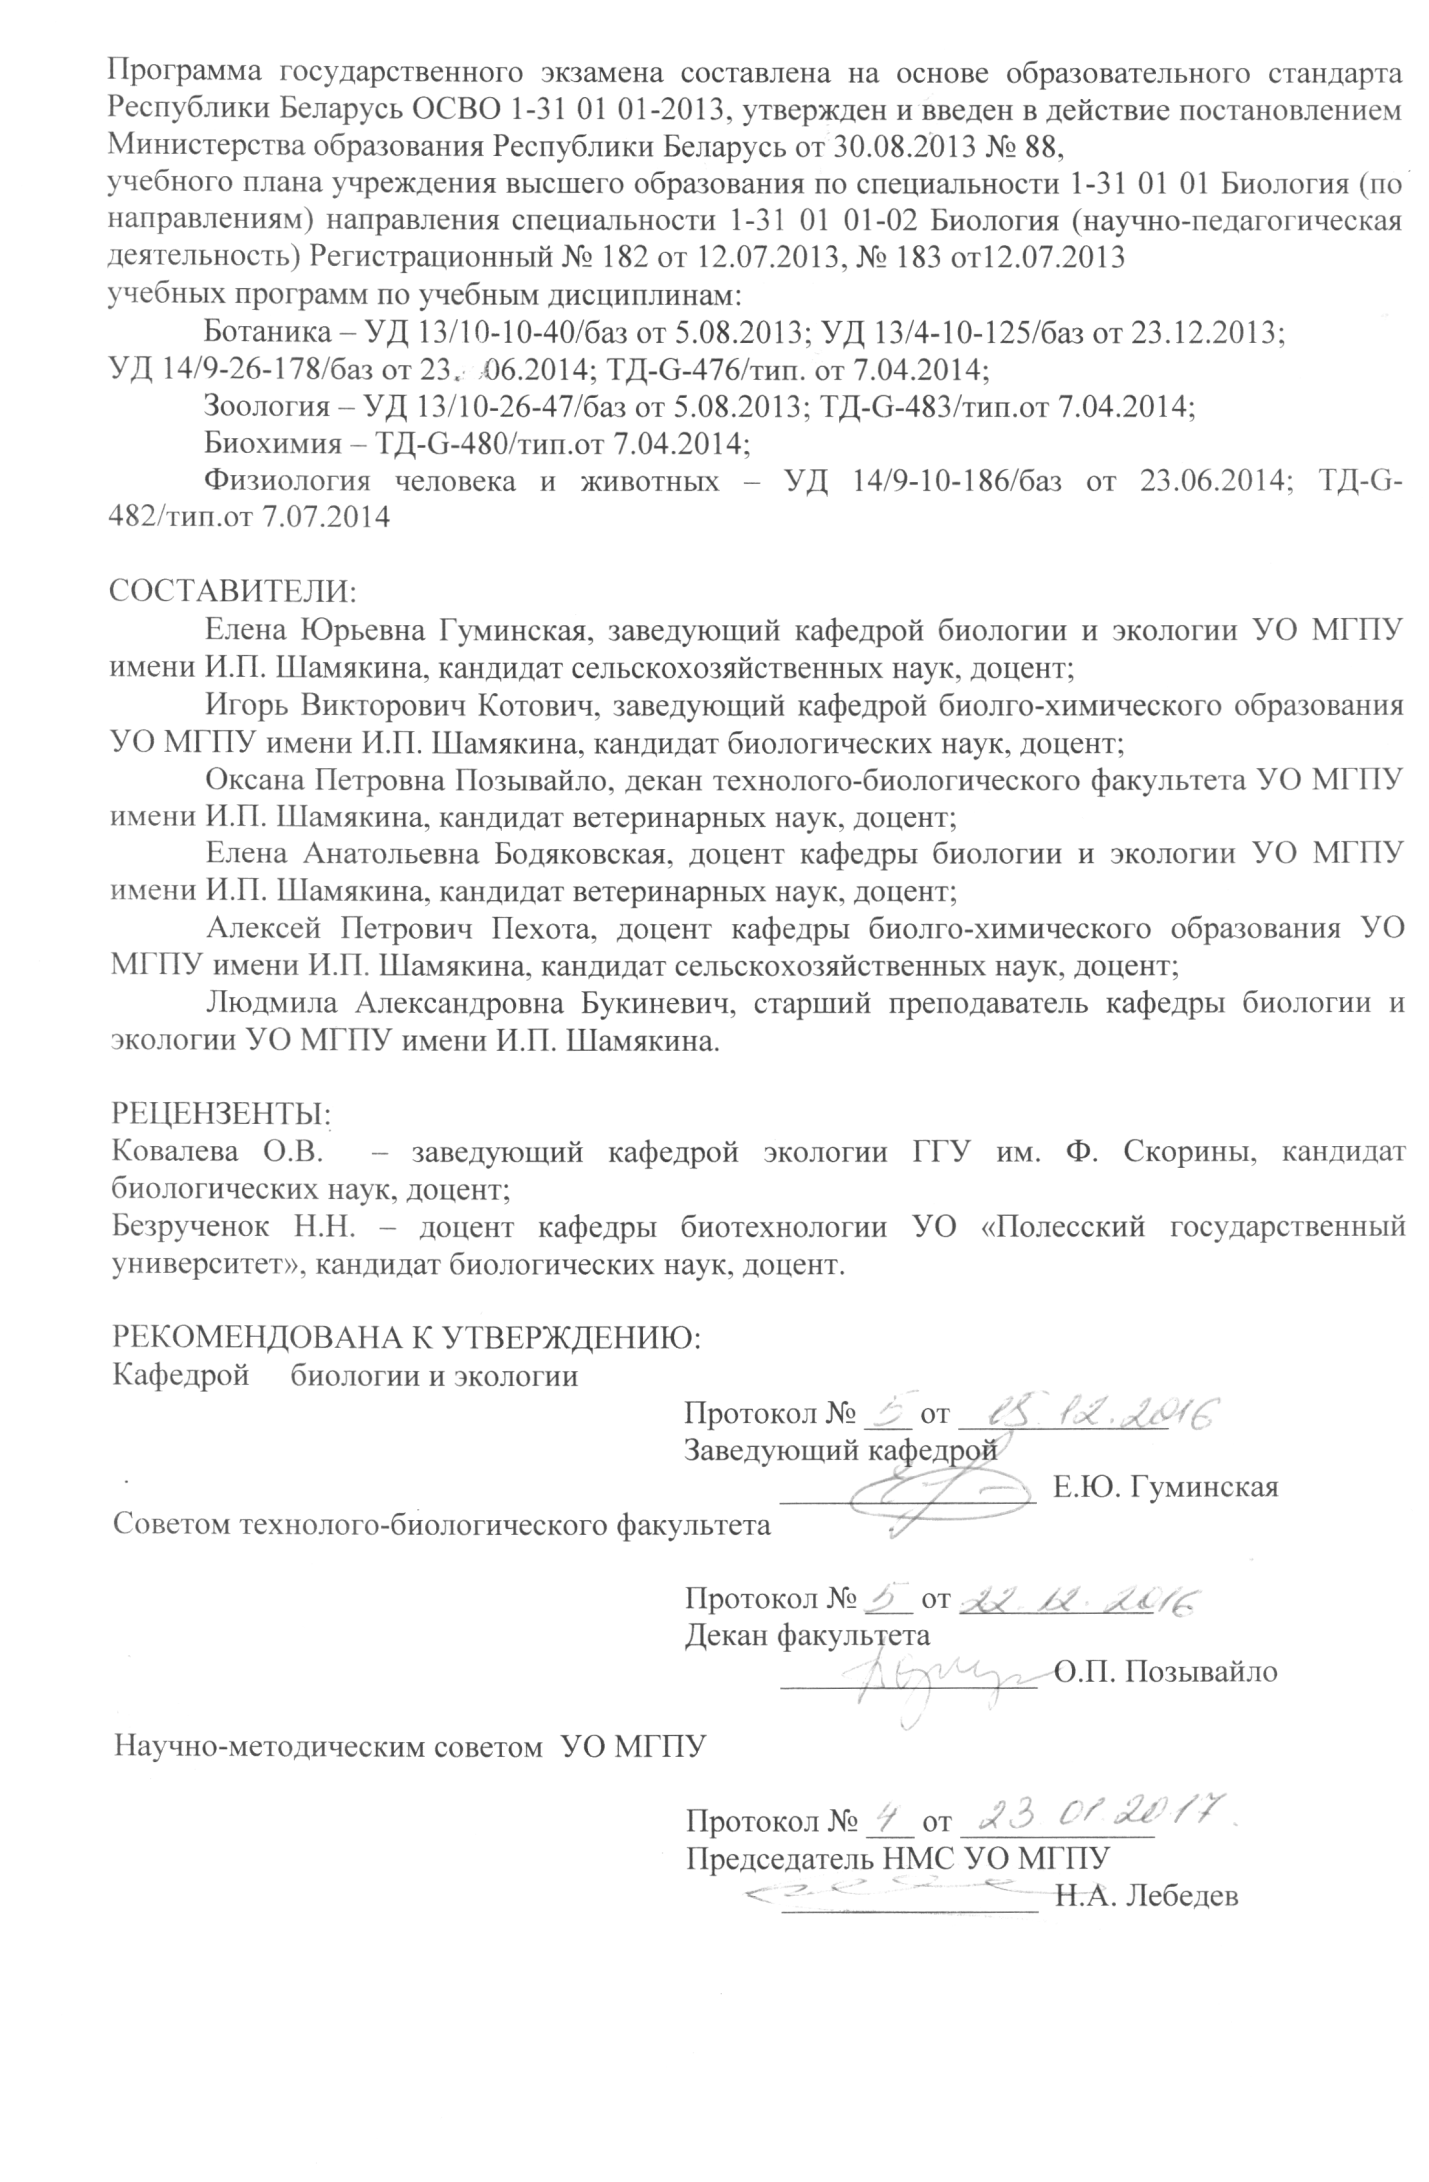 Программа государственного экзамена составлена на основе образовательного стандарта
Республики Беларусь ОСВО 1-31 01 01-2013, утвержден и введен в действие постановлением
Министерства образования Республики Беларусь от 30.08.2013 № 88,
учебного плана учреждения высшего образования по специальности 1-31 01 01 Биология (по
направлениям) направления специальности 1-31 01 01-02 Биология (научно-педагогическая
деятельность) Регистрационный № 182 от 12.07.2013, № 183 от12.07.2013
учебных программ по учебным дисциплинам:
Ботаника – УД 13/10-10-40/баз от 5.08.2013; УД 13/4-10-125/баз от 23.12.2013;
УД 14/9-26-178/баз от 23. 06.2014; ТД-G-476/тип. от 7.04.2014;
Зоология – УД 13/10-26-47/баз от 5.08.2013; ТД-G-483/тип.от 7.04.2014;
Биохимия – ТД-G-480/тип.от 7.04.2014;
Физиология человека и животных – УД 14/9-10-186/баз от 23.06.2014; ТД-G-
482/тип.от 7.07.2014
СОСТАВИТЕЛИ:
Елена Юрьевна Гуминская, заведующий кафедрой биологии и экологии УО МГПУ
имени И.П. Шамякина, кандидат сельскохозяйственных наук, доцент;
Игорь Викторович Котович, заведующий кафедрой биолго-химического образования
УО МГПУ имени И.П. Шамякина, кандидат биологических наук, доцент;
Оксана Петровна Позывайло, декан технолого-биологического факультета УО МГПУ
имени И.П. Шамякина, кандидат ветеринарных наук, доцент;
Елена Анатольевна Бодяковская, доцент кафедры биологии и экологии УО МГПУ
имени И.П. Шамякина, кандидат ветеринарных наук, доцент;
Алексей Петрович Пехота, доцент кафедры биолго-химического образования УО
МГПУ имени И.П. Шамякина, кандидат сельскохозяйственных наук, доцент;
Людмила Александровна Букиневич, старший преподаватель кафедры биологии и
экологии УО МГПУ имени И.П. Шамякина.
РЕЦЕНЗЕНТЫ:
Ковалева О.В. – заведующий кафедрой экологии ГГУ им. Ф. Скорины, кандидат
биологических наук, доцент;
Безрученок Н.Н. – доцент кафедры биотехнологии УО «Полесский государственный
университет», кандидат биологических наук, доцент.
РЕКОМЕНДОВАНА К УТВЕРЖДЕНИЮ:
Кафедрой биологии и экологии
Протокол № 5 от 15.12.2016
Заведующий кафедрой
Е.Ю. Гуминская
Советом технолого-биологического факультета
Протокол № 5 от 22.12.2016
Декан факультета
О.П. Позывайло
Научно-методическим советом УО МГПУ
Протокол № 4 от 23 01 2017.
Председатель НМС УО МГПУ
Н.А. Лебедев